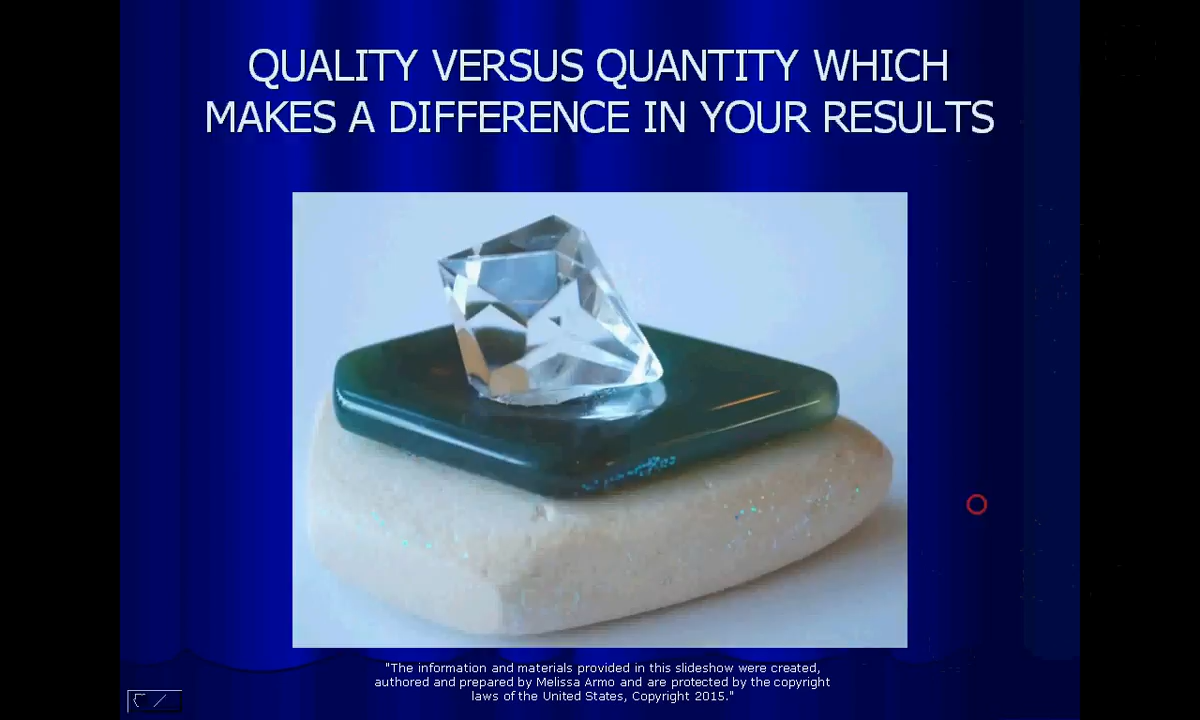 QUALITY VERSUS QUANTITY WHICH
MAKES A DIFFERENCE IN YOUR RESULTS
"The information and materials provided in this slideshow were created,
authored and prepared by Melissa Armo and are protected by the copyright
laws of the United States, Copyright 2015."